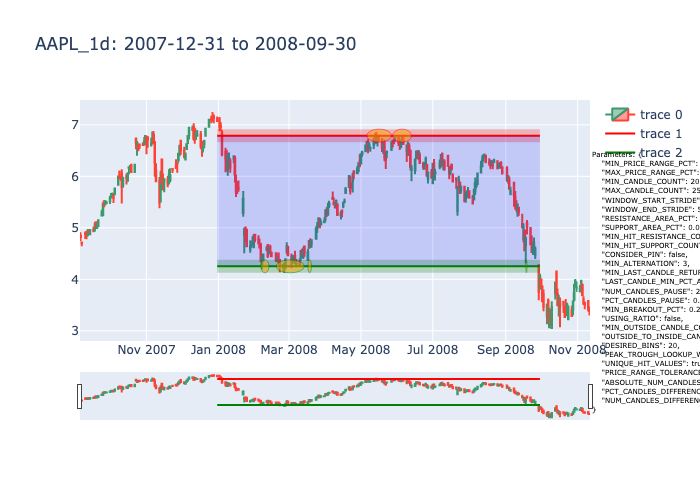 AAPL_1d: 2007-12-31 to 2008-09-30
7
6
5
4
3
Nov 2007
Jan 2008
Mar 2008
May 2008
Jul 2008
Sep 2008
Nov 2008
trace 0
trace 1
trace 2
Parameters: {
"MIN_PRICE_RANGE_PCT":
"MAX_PRICE_RANGE_PCT":
"MIN_CANDLE_COUNT": 20
"MAX_CANDLE_COUNT": 25
"WINDOW_START_STRIDE"
"WINDOW_END_STRIDE": 5
"RESISTANCE_AREA_PCT":
"SUPPORT_AREA_PCT": 0.0
"MIN_HIT_RESISTANCE_CO
"MIN_HIT_SUPPORT_COUNT
"CONSIDER_PIN": false,
"MIN_ALTERNATION": 3,
"MIN_LAST_CANDLE_RETUR
"LAST_CANDLE_MIN_PCT_A
"NUM_CANDLES_PAUSE": 2
"PCT_CANDLES_PAUSE": 0.
"MIN_BREAKOUT_PCT": 0.2
"USING_RATIO": false,
"MIN_OUTSIDE_CANDLE_C
"OUTSIDE_TO_INSIDE_CAN
"DESIRED_BINS": 20,
"PEAK_TROUGH_LOOKUP_W
"UNIQUE_HIT_VALUES": tru
"PRICE_RANGE_TOLERANC
"ABSOLUTE_NUM_CANDLES
"PCT_CANDLES_DIFFERENC
"NUM_CANDLES_DIFFERENC
}